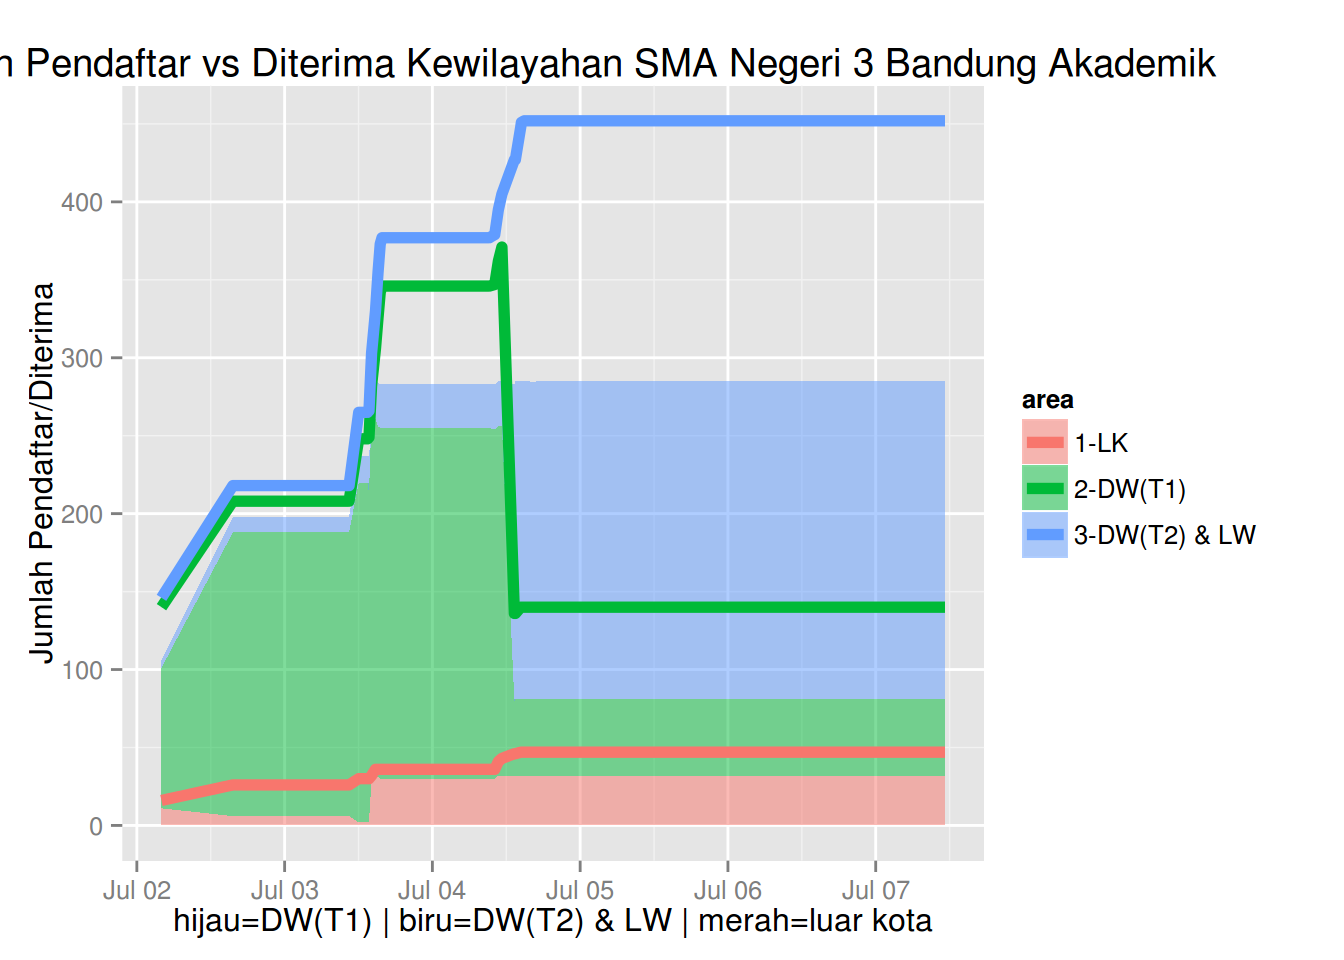 Pendaftar vs Diterima Kewilayahan SMA Negeri 3 Bandung Akademik
Jumlah Pendaftar/Diterima
400
300
200
100
0
Jul 02 Jul 03 Jul 04 Jul 05 Jul 06 Jul 07
hijau=DW(T1) | biru=DW(T2) & LW | merah=luar kota
area
1-LK
2-DW(T1)
3-DW(T2) & LW